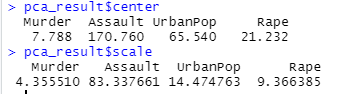 > pca_result$center
Murder Assault UrbanPop Rape
7.788 170.760 65.540 21.232
> pca_result$scale
Murder Assault UrbanPop Rape
4.355510 83.337661 14.474763 9.366385